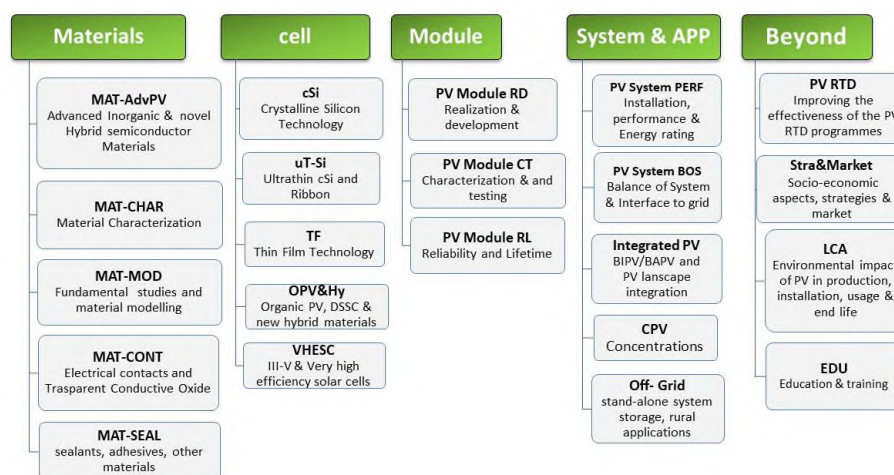 Materials
MAT-AdvPV
Advanced Inorganic & novel
Hybrid semiconductor
Materials
MAT-CHAR
Material Characterization
MAT-MOD
Fundamental studies and
material modelling
MAT-CONT
Electrical contacts and
Trasparent Conductive Oxide
MAT-SEAL
sealants, adhesives, other
materials
cell
cSi
Crystalline Silicon
Technology
uT-Si
Ultrathin cSi and
Ribbon
TF
Thin Film Technology
OPV&Hy
Organic PV, DSSC &
new hybrid materials
VHESC
III-V & Very high
efficiency solar cells
Module
PV Module RD
Realization &
development
PV Module CT
Characterization & and
testing
PV Module RL
Reliability and Lifetime
System & APP
PV System PERF
Installation,
performance &
Energy rating
PV System BOS
Balance of System
& Interface to grid
Integrated PV
BIPV/BAPV and
PV lanscape
integration
CPV
Concentrations
Off- Grid
stand-alone system
storage, rural
applications
Beyond
PV RTD
Improving the
effectiveness of the PV
RTD programmes
Stra&Market
Socio-economic
aspects, strategies &
market
LCA
Environmental impact
of PV in production,
installation, usage &
end life
EDU
Education & training